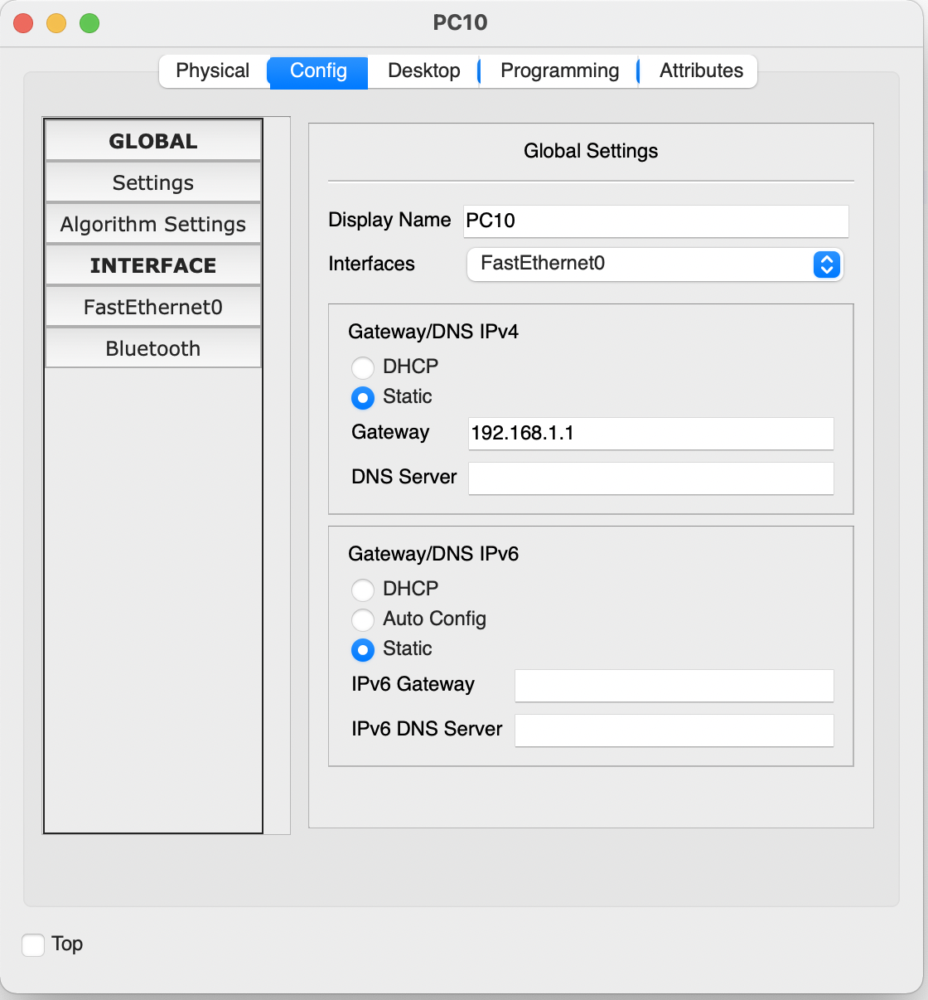 PC10
Physical Config Desktop Programming Attributes
GLOBAL
Settings
Algorithm Settings
INTERFACE
FastEthernet0
Bluetooth
Global Settings
Display Name PC10
Interfaces FastEthernet0
Gateway/DNS IPv4
DHCP
Static
Gateway 192.168.1.1
DNS Server
Gateway/DNS IPv6
DHCP
Auto Config
Static
IPv6 Gateway
IPv6 DNS Server
Top